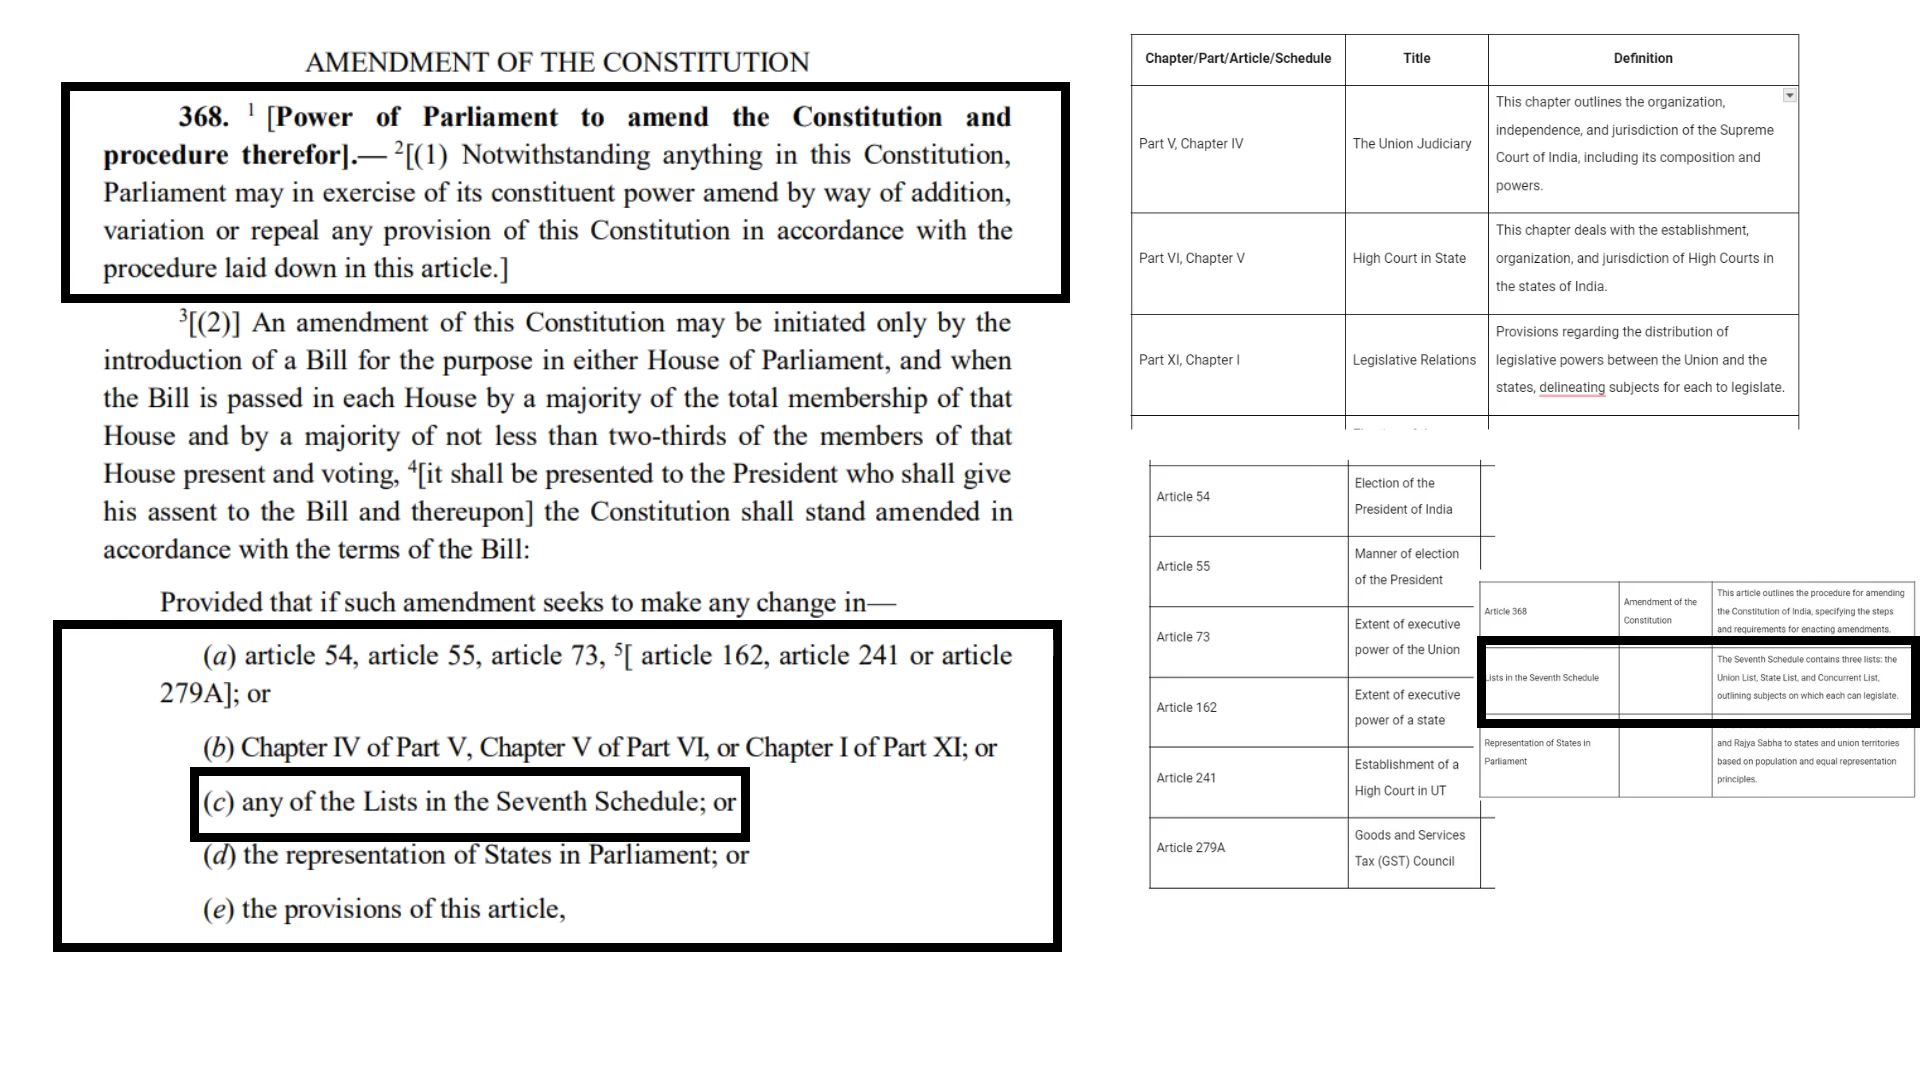 AMENDMENT OF THE CONSTITUTION
368. 1 [Power of Parliament to amend the Constitution and
procedure therefor].— 2[(1) Notwithstanding anything in this Constitution,
Parliament may in exercise of its constituent power amend by way of addition,
variation or repeal any provision of this Constitution in accordance with the
procedure laid down in this article.]
3[(2)] An amendment of this Constitution may be initiated only by the
introduction of a Bill for the purpose in either House of Parliament, and when
the Bill is passed in each House by a majority of the total membership of that
House and by a majority of not less than two-thirds of the members of that
House present and voting, 4[it shall be presented to the President who shall give
his assent to the Bill and thereupon] the Constitution shall stand amended in
accordance with the terms of the Bill:
Provided that if such amendment seeks to make any change in—
(a) article 54, article 55, article 73, 5[ article 162, article 241 or article
279A]; or
(b) Chapter IV of Part V, Chapter V of Part VI, or Chapter I of Part XI; or
(c) any of the Lists in the Seventh Schedule; or
(d) the representation of States in Parliament; or
(e) the provisions of this article,
Chapter/Part/Article/Schedule Title Definition
Part V, Chapter IV
The Union Judiciary
This chapter outlines the organization,
independence, and jurisdiction of the Supreme
Court of India, including its composition and
powers.
Part VI, Chapter V
High Court in State
This chapter deals with the establishment,
organization, and jurisdiction of High Courts in
the states of India.
Part XI, Chapter I
Legislative Relations
Provisions regarding the distribution of
legislative powers between the Union and the
states, delineating subjects for each to legislate.
Article 54
Election of the
President of India
Article 55
Manner of election
of the President
Article 73
Extent of executive
power of the Union
Article 162
Extent of executive
power of a state
Article 241
Establishment of a
High Court in UT
Article 279A
Goods and Services
Tax (GST) Council
Article 368
Amendment of the
Constitution
This article outlines the procedure for amending
the Constitution of India, specifying the steps
and requirements for enacting amendments.
Lists in the Seventh Schedule
The Seventh Schedule contains three lists: the
Union List, State List, and Concurrent List,
outlining subjects on which each can legislate.
Representation of States in
Parliament
and Rajya Sabha to states and union territories
based on population and equal representation
principles.